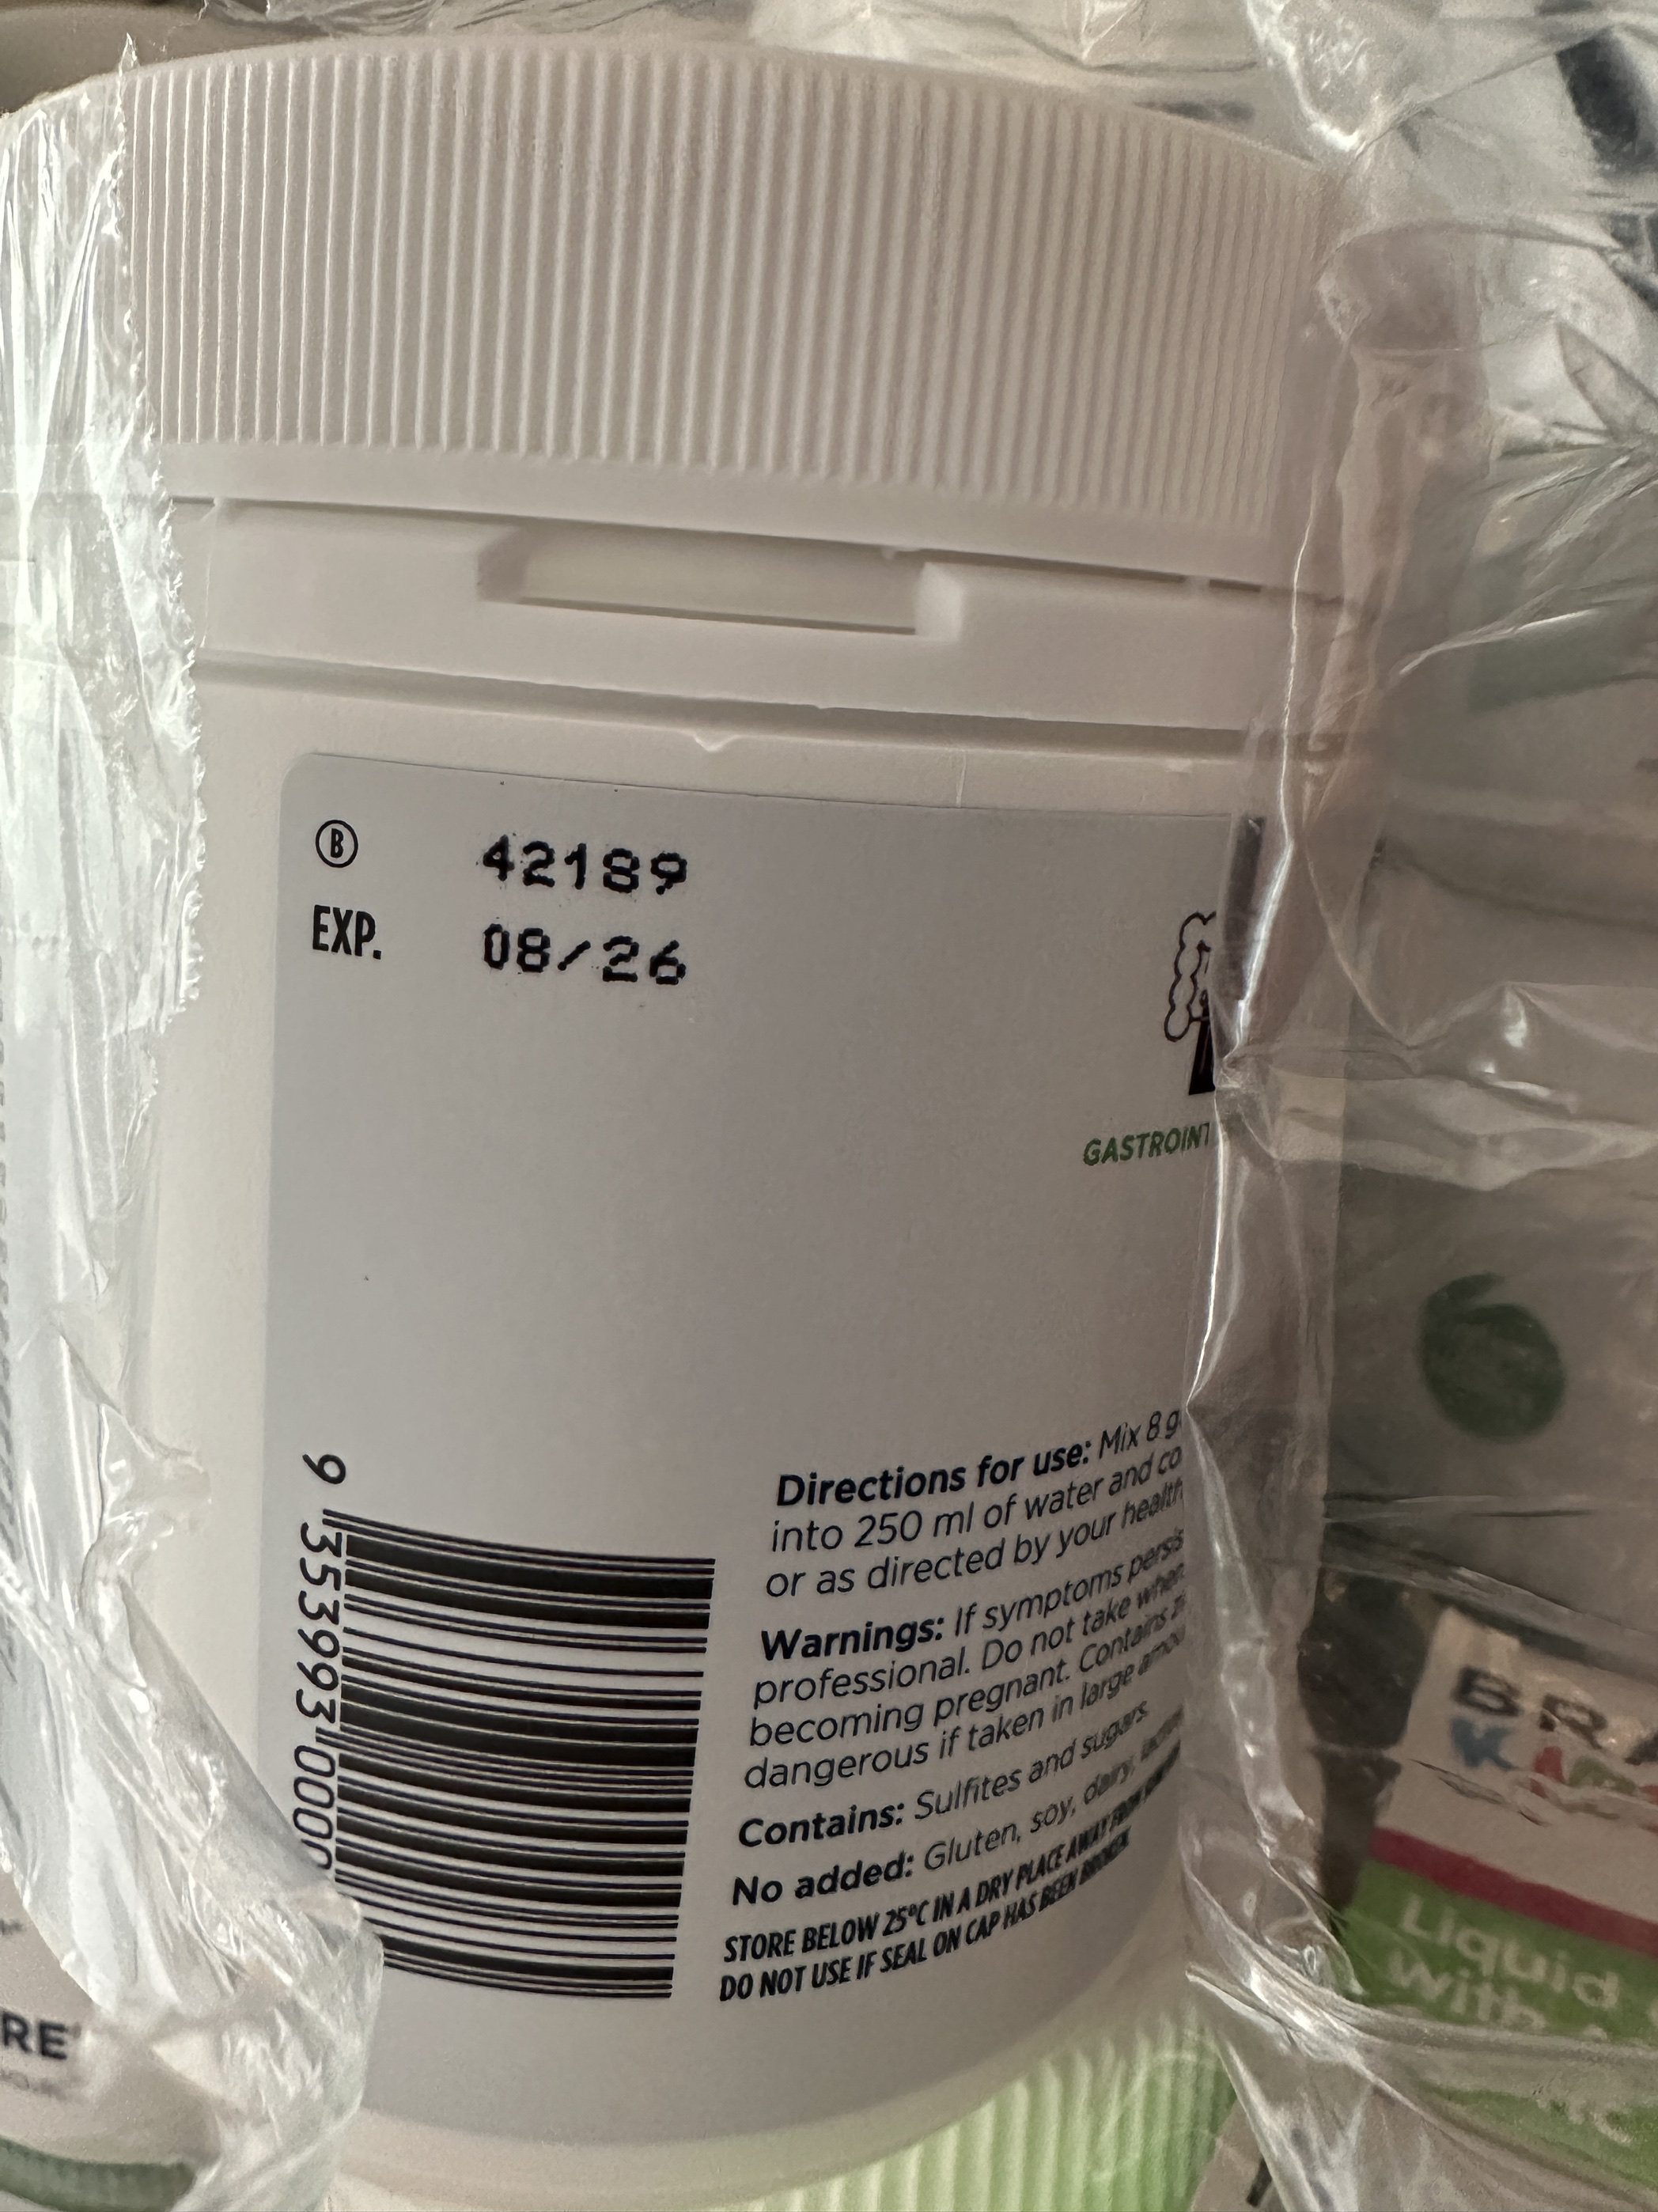 B 42189
EXP. 08/26
Directions for use: Mix 8 g
into 250 ml of water and
or as directed by your
Warnings: If symptoms
professional. Do not take when
becoming pregnant. Contains
dangerous if taken in large
Contains: Sulfites and sugars.
No added: Gluten, soy, dairy,
STORE BELOW 25°C IN A DRY PLACE AWAY FROM
DO NOT USE IF SEAL ON CAP HAS BEEN BROKEN.
9 353993 000
BRA
Liquid
With